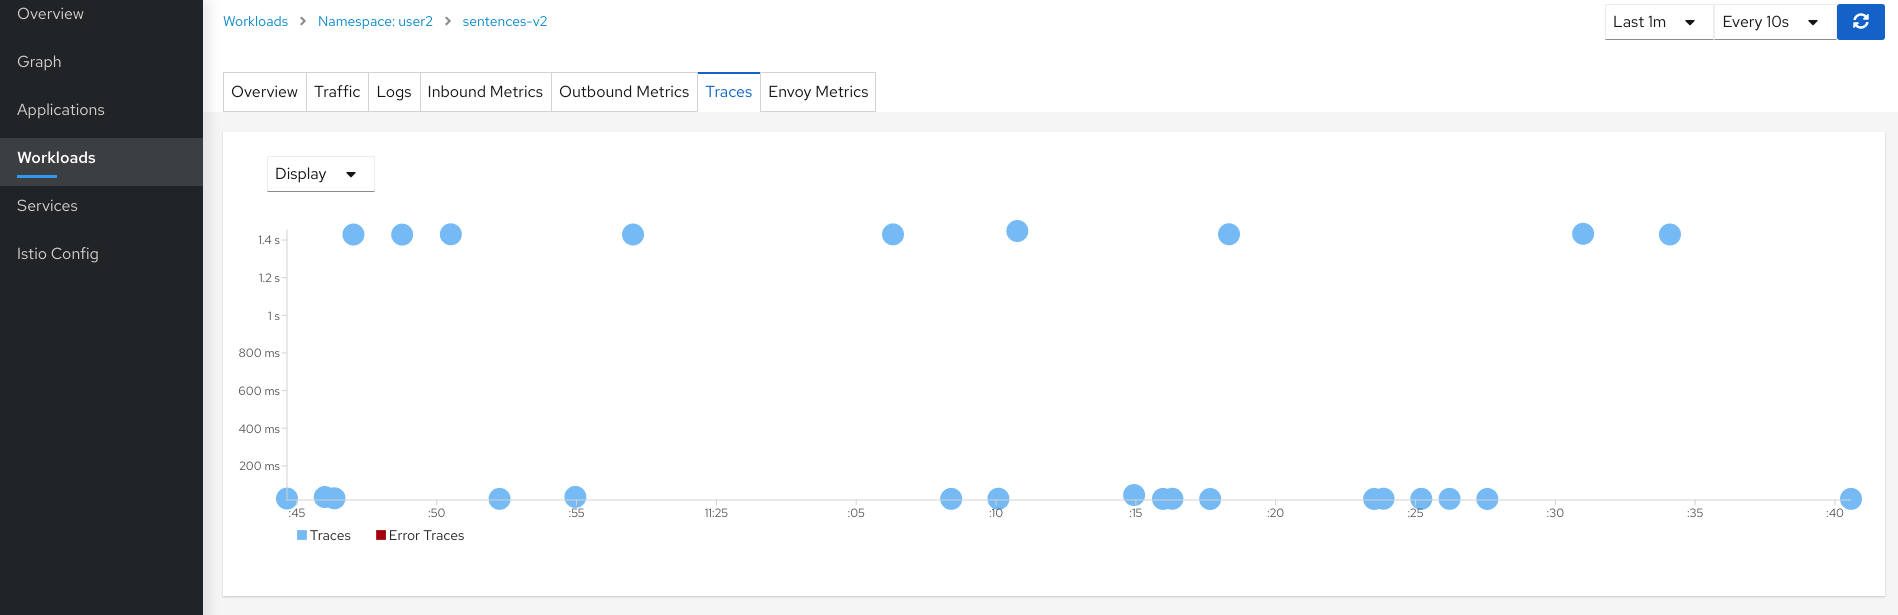 Overview
Graph
Applications
Workloads
Services
Istio Config
Workloads > Namespace: user2 > sentences-v2
Last 1m
Every 10s
Overview
Traffic
Logs
Inbound Metrics
Outbound Metrics
Traces
Envoy Metrics
Display
1.4 s
1.2 s
1 s
800 ms
600 ms
400 ms
200 ms
:45
:50
:55
11:25
:05
:10
:15
:20
:25
:30
:35
:40
Traces
Error Traces